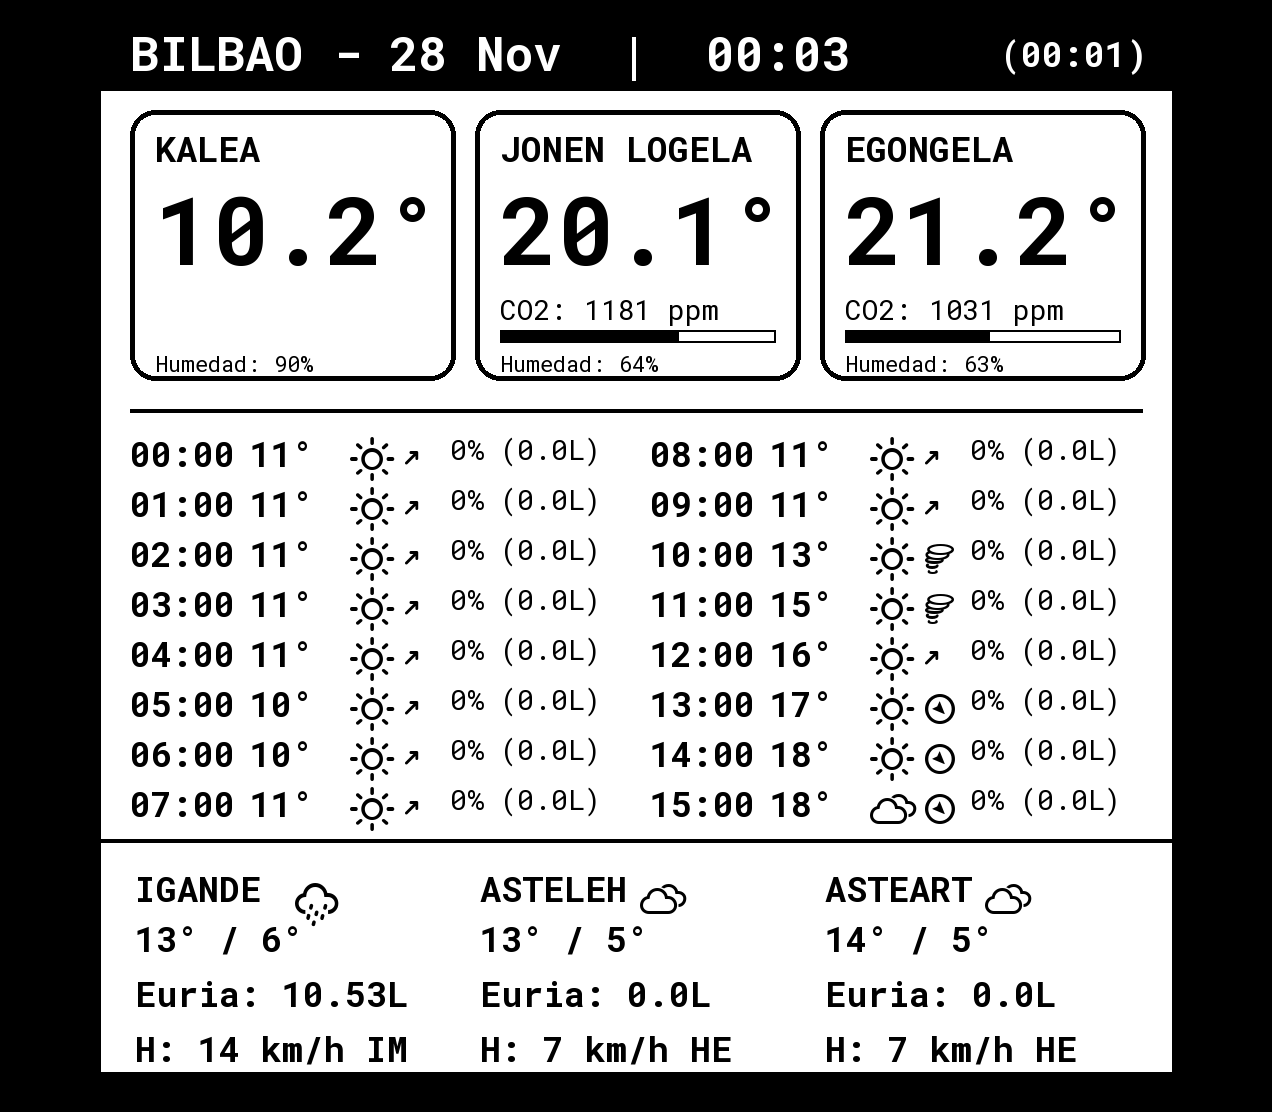 BILBAO - 28 Nov | 00:03 (00:01)
KALEA
10.2°
Humedad: 90%
JONEN LOGELA
20.1°
CO2: 1181 ppm
Humedad: 64%
EGONGELA
21.2°
CO2: 1031 ppm
Humedad: 63%
00:00 11° 0% (0.0L)
01:00 11° 0% (0.0L)
02:00 11° 0% (0.0L)
03:00 11° 0% (0.0L)
04:00 11° 0% (0.0L)
05:00 10° 0% (0.0L)
06:00 10° 0% (0.0L)
07:00 11° 0% (0.0L)
08:00 11° 0% (0.0L)
09:00 11° 0% (0.0L)
10:00 13° 0% (0.0L)
11:00 15° 0% (0.0L)
12:00 16° 0% (0.0L)
13:00 17° 0% (0.0L)
14:00 18° 0% (0.0L)
15:00 18° 0% (0.0L)
IGANDE
13° / 6°
Euria: 10.53L
H: 14 km/h IM
ASTELEH
13° / 5°
Euria: 0.0L
H: 7 km/h HE
ASTEART
14° / 5°
Euria: 0.0L
H: 7 km/h HE